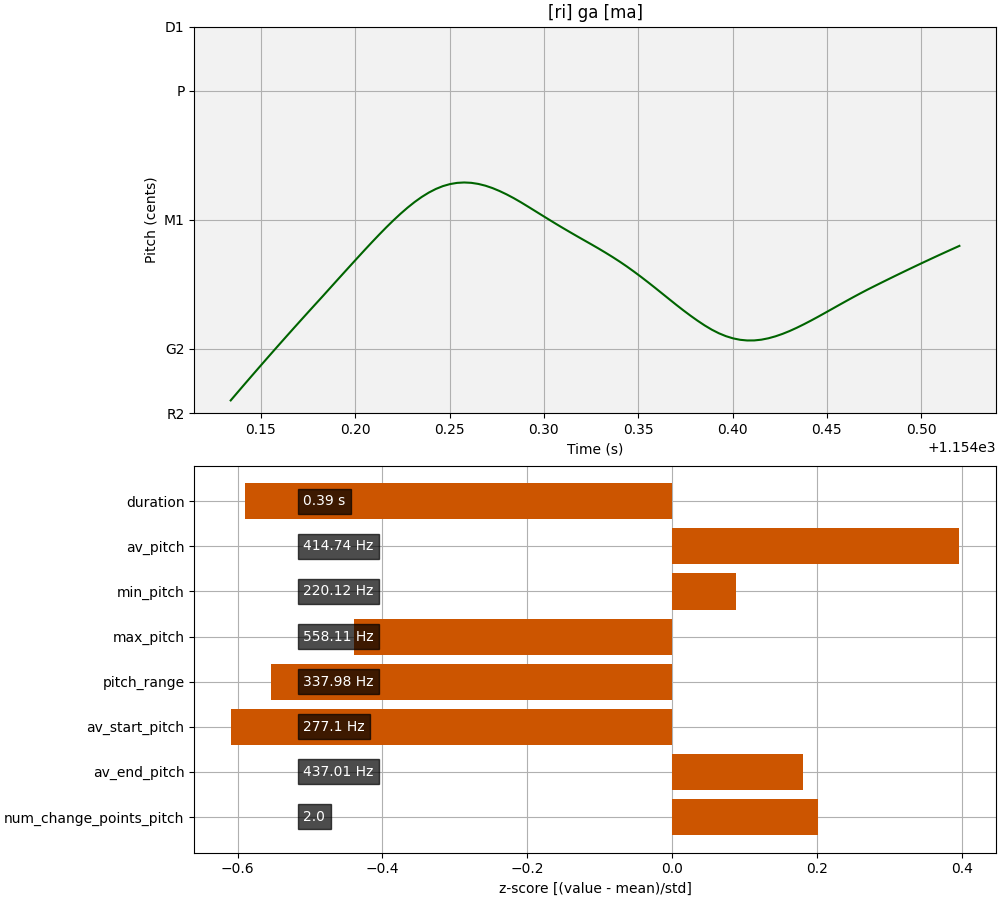 [ri] ga [ma]
D1
P
M1
G2
R2
Pitch (cents)
0.15 0.20 0.25 0.30 0.35 0.40 0.45 0.50
Time (s)
+1.154e3
duration 0.39 s
av_pitch 414.74 Hz
min_pitch 220.12 Hz
max_pitch 558.11 Hz
pitch_range 337.98 Hz
av_start_pitch 277.1 Hz
av_end_pitch 437.01 Hz
num_change_points_pitch 2.0
−0.6 −0.4 −0.2 0.0 0.2 0.4
z-score [(value - mean)/std]